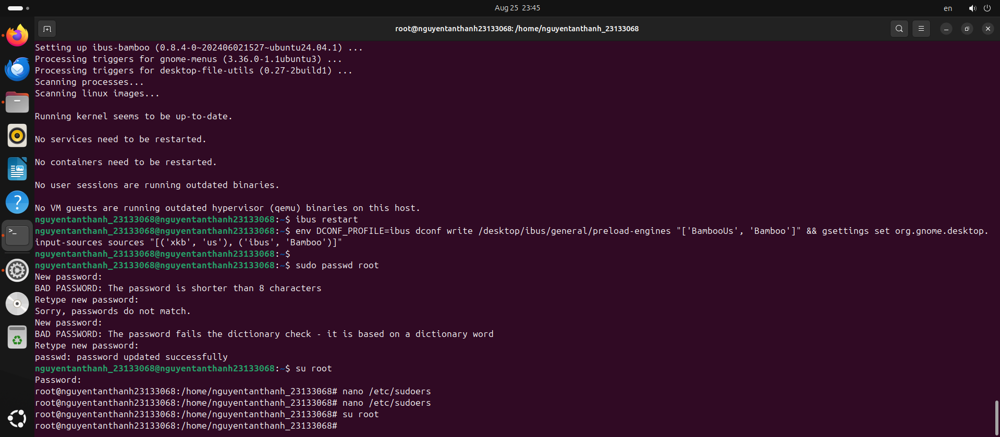 Aug 25 23:45
en
root@nguyentanthanh23133068: /home/nguyentanthanh_23133068
Setting up ibus-bamboo (0.8.4-0~202406021527~ubuntu24.04.1) ...
Processing triggers for gnome-menus (3.36.0-1.1ubuntu3) ...
Processing triggers for desktop-file-utils (0.27-2build1) ...
Scanning processes...
Scanning linux images...
Running kernel seems to be up-to-date.
No services need to be restarted.
No containers need to be restarted.
No user sessions are running outdated binaries.
No VM guests are running outdated hypervisor (qemu) binaries on this host.
nguyentanthanh_23133068@nguyentanthanh23133068:~$ ibus restart
nguyentanthanh_23133068@nguyentanthanh23133068:~$ env DCONF_PROFILE=ibus dconf write /desktop/ibus/general/preload-engines "['BambooUs', 'Bamboo']" && gsettings set org.gnome.desktop.
input-sources sources "[('xkb', 'us'), ('ibus', 'Bamboo')]"
nguyentanthanh_23133068@nguyentanthanh23133068:~$
nguyentanthanh_23133068@nguyentanthanh23133068:~$ sudo passwd root
New password:
BAD PASSWORD: The password is shorter than 8 characters
Retype new password:
Sorry, passwords do not match.
New password:
BAD PASSWORD: The password fails the dictionary check - it is based on a dictionary word
Retype new password:
passwd: password updated successfully
nguyentanthanh_23133068@nguyentanthanh23133068:~$ su root
Password:
root@nguyentanthanh23133068:/home/nguyentanthanh_23133068# nano /etc/sudoers
root@nguyentanthanh23133068:/home/nguyentanthanh_23133068# nano /etc/sudoers
root@nguyentanthanh23133068:/home/nguyentanthanh_23133068# su root
root@nguyentanthanh23133068:/home/nguyentanthanh_23133068#